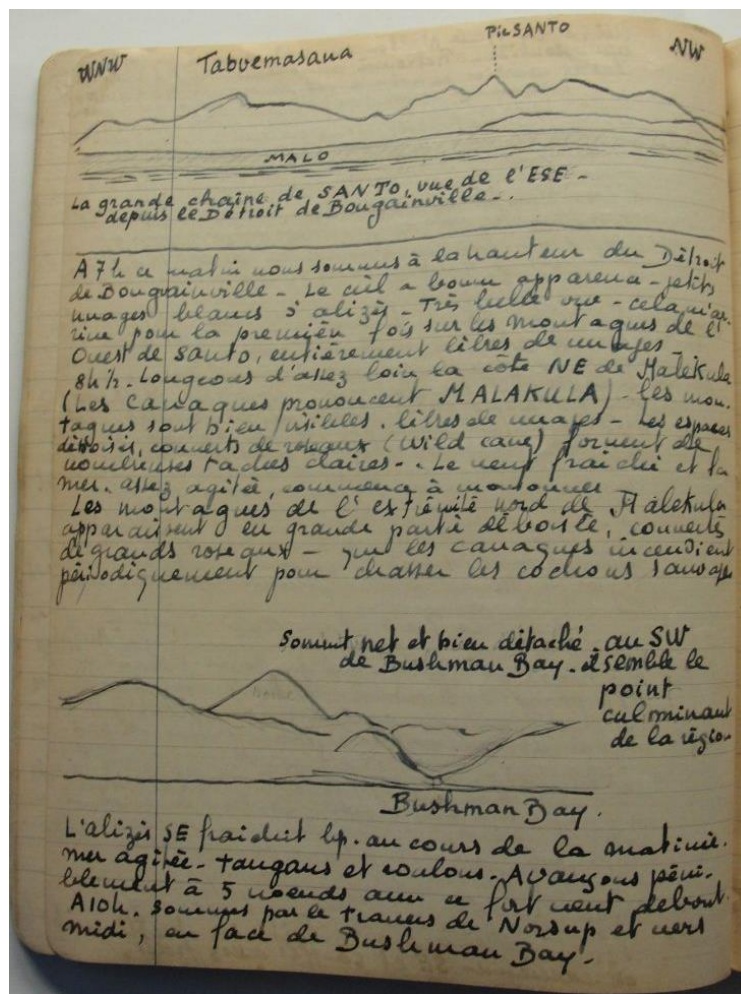 WNW Tabwemasana Pic SANTO NW
MALO
La grande chaîne de SANTO, vue de l'ESE -
depuis le Détroit de Bougainville -.
A 7h ce matin nous sommes à la hauteur du Détroit
de Bougainville - Le ciel a bonne apparence - petits
nuages blancs d'alizés - Très belle vue - cela m'ar-
rive pour la première fois sur les montagnes de l'
Ouest de Santo, entièrement libres de nuages -
8h½. Longeons d'assez loin la côte NE de Malekula
(Les Canaques prononcent MALAKULA) - les mon-
tagnes sont bien visibles, libres de nuages - Les espaces
déboisés, couverts de roseaux (Wild cane) forment de
nombreuses taches claires -. Le vent fraichi et la
mer, assez agitée, commence à moutonner
Les montagnes de l'extrémité nord de Malekula
apparaissent en grande partie déboisée, couvertes
de grands roseaux - que les canaques incendient
périodiquement pour chasser les cochons sauvages
Sommet net et bien détaché au SW
de Bushman Bay. il semble le
point
culminant
de la région
Bushman Bay.
L'alizés SE fraichit bp. au cours de la matinée.
mer agitée - tangons et roulons - Avançons péni-
blement à 5 noeuds avec ce fort vent debout.
A 10h. sommes par le travers de Norsup et vers
midi, en face de Bushman Bay.